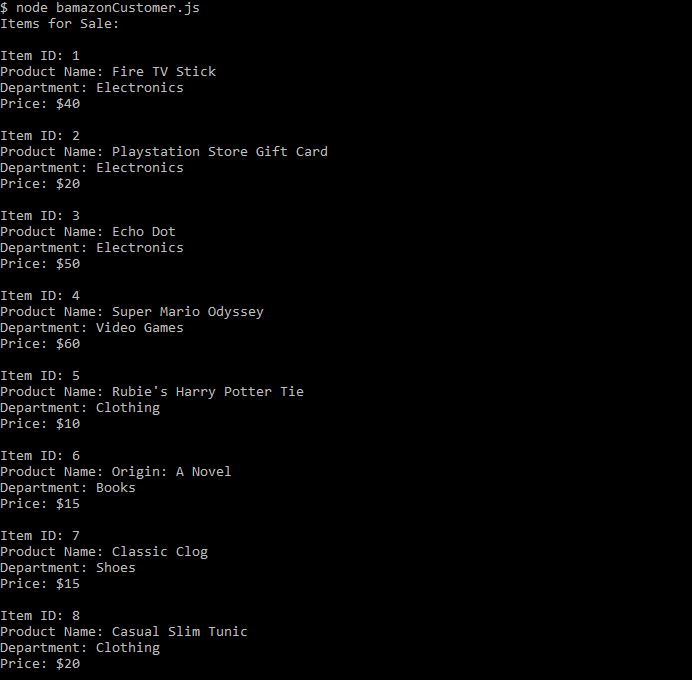 $ node bamazonCustomer.js
Items for Sale:

Item ID: 1
Product Name: Fire TV Stick
Department: Electronics
Price: $40

Item ID: 2
Product Name: Playstation Store Gift Card
Department: Electronics
Price: $20

Item ID: 3
Product Name: Echo Dot
Department: Electronics
Price: $50

Item ID: 4
Product Name: Super Mario Odyssey
Department: Video Games
Price: $60

Item ID: 5
Product Name: Rubie's Harry Potter Tie
Department: Clothing
Price: $10

Item ID: 6
Product Name: Origin: A Novel
Department: Books
Price: $15

Item ID: 7
Product Name: Classic Clog
Department: Shoes
Price: $15

Item ID: 8
Product Name: Casual Slim Tunic
Department: Clothing
Price: $20